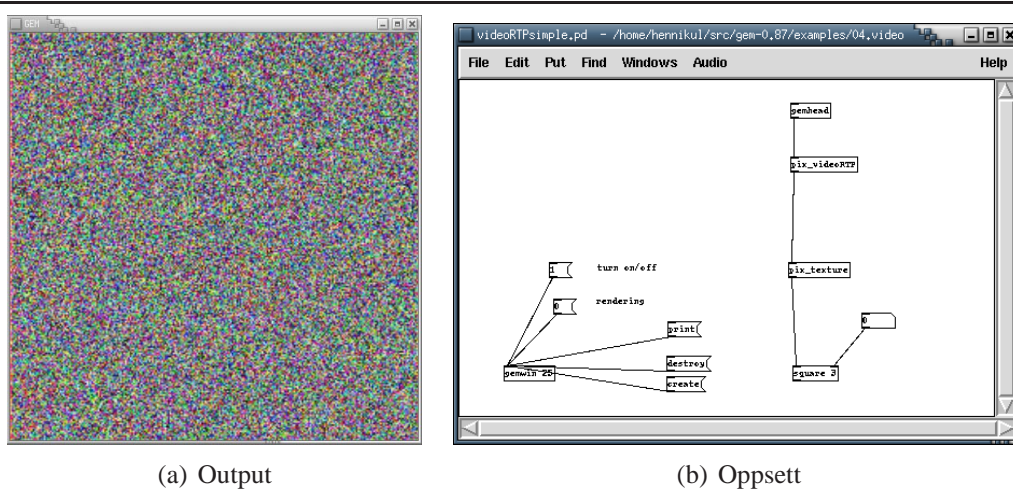 GEM
videoRTPsimple.pd - /home/hennikul/src/gem-0.87/examples/04.video
File Edit Put Find Windows Audio Help
gemhead
pix_videoRTP
1 turn on/off
pix_texture
0 rendering
0
print
destroy
gemwin 25
square 3
create
(a) Output
(b) Oppsett